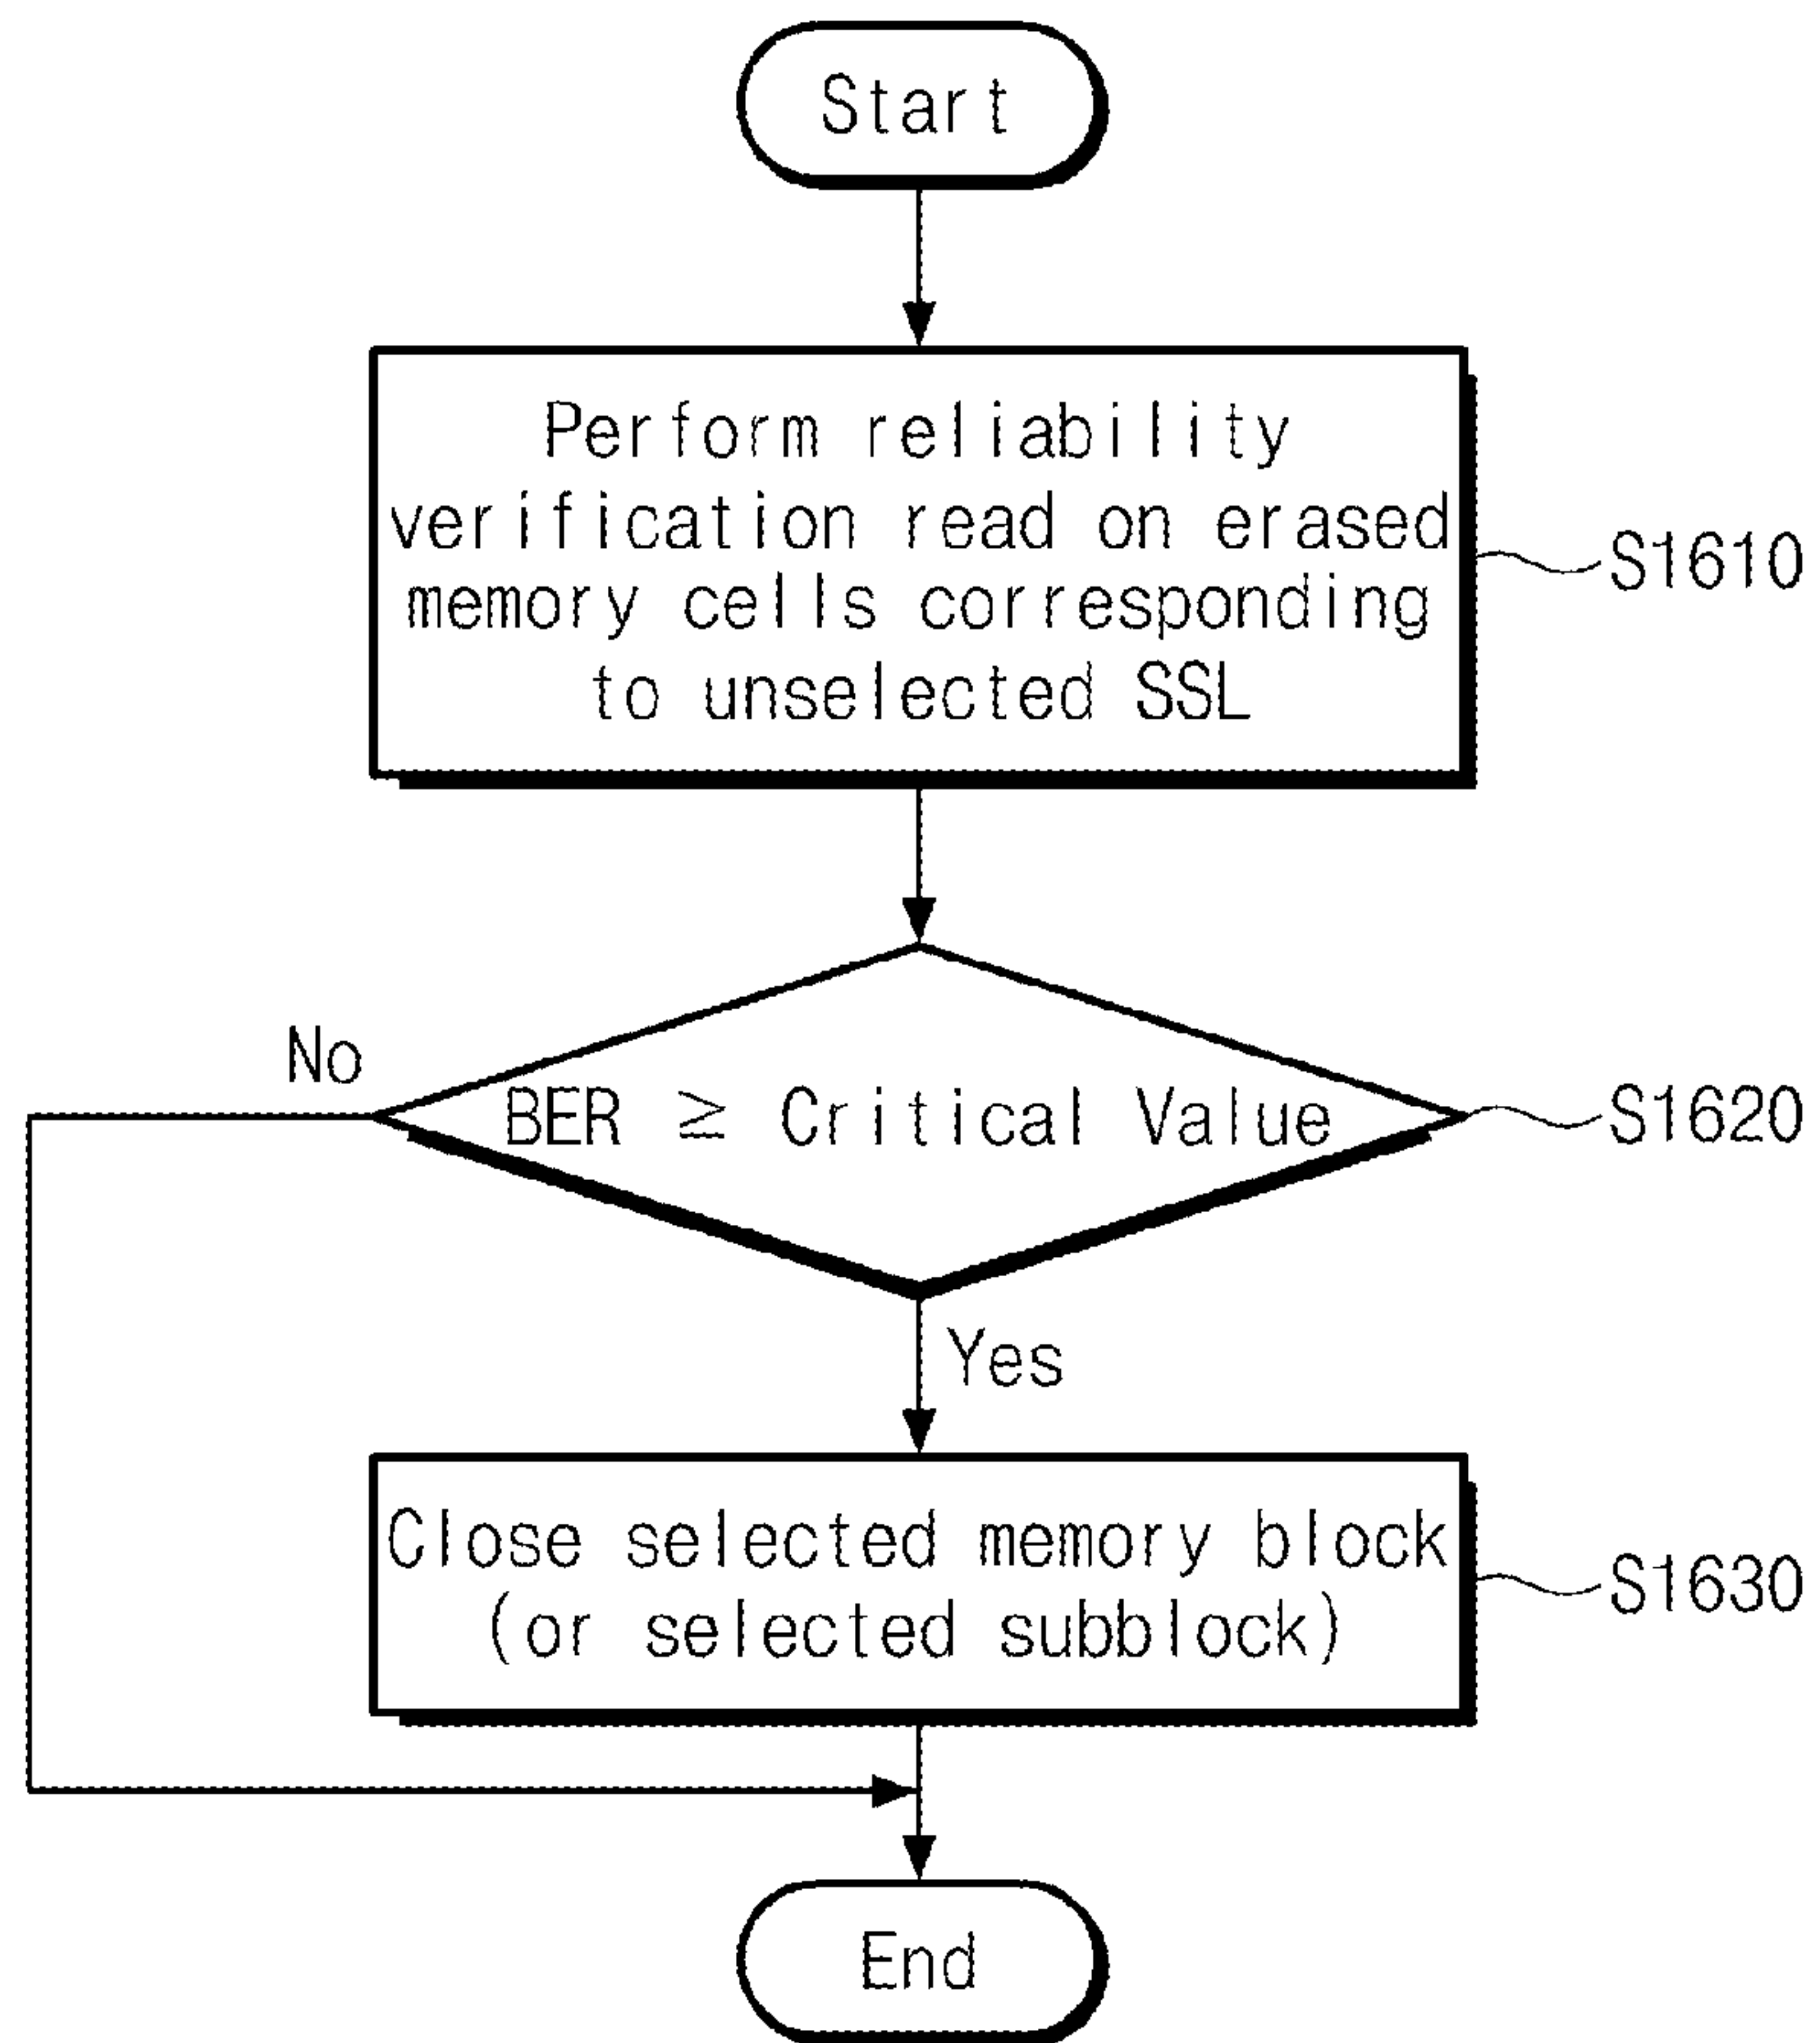 Start
Perform reliability
verification read on erased
memory cells corresponding
to unselected SSL
S1610
No
BER ≥ Critical Value
S1620
Yes
Close selected memory block
(or selected subblock)
S1630
End